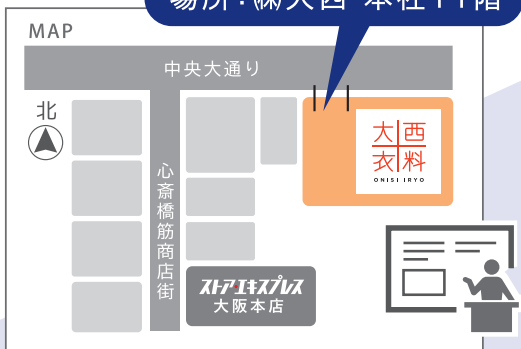 場所:㈱大西 本社11階
MAP
中央大通り
北
大西
衣料
ONISI IRYO
心斎橋筋商店街
ストア・エキスプレス
大阪本店